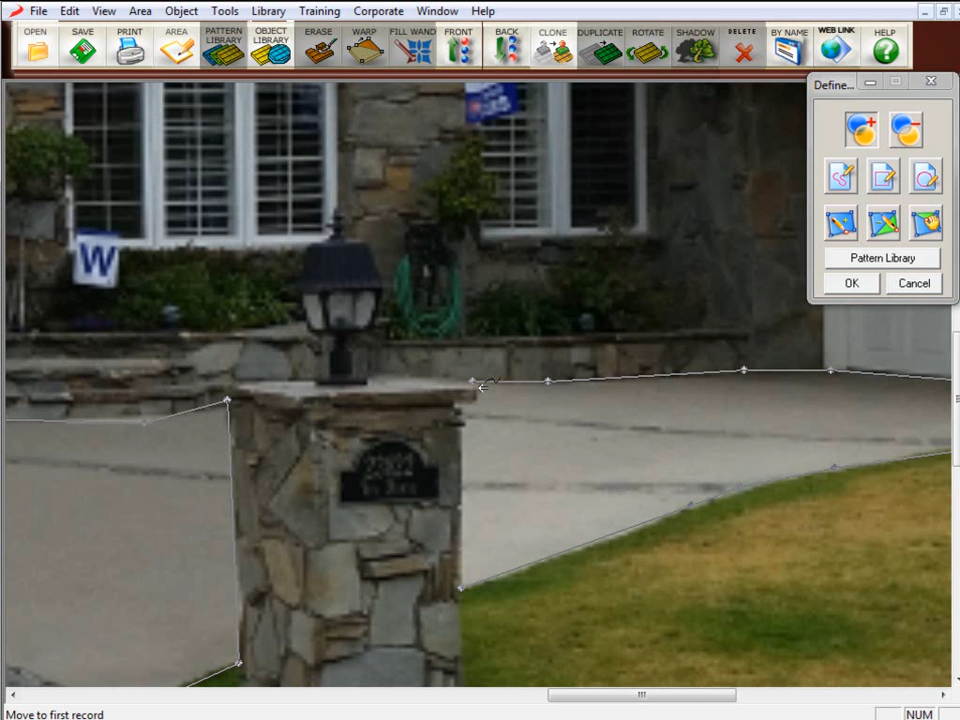 File Edit View Area Object Tools Library Training Corporate Window Help
OPEN SAVE PRINT AREA PATTERN LIBRARY OBJECT LIBRARY ERASE WARP FILL WAND FRONT BACK CLONE DUPLICATE ROTATE SHADOW DELETE BY NAME WEB LINK HELP
Define...
Pattern Library
OK Cancel
W
Move to first record
NUM